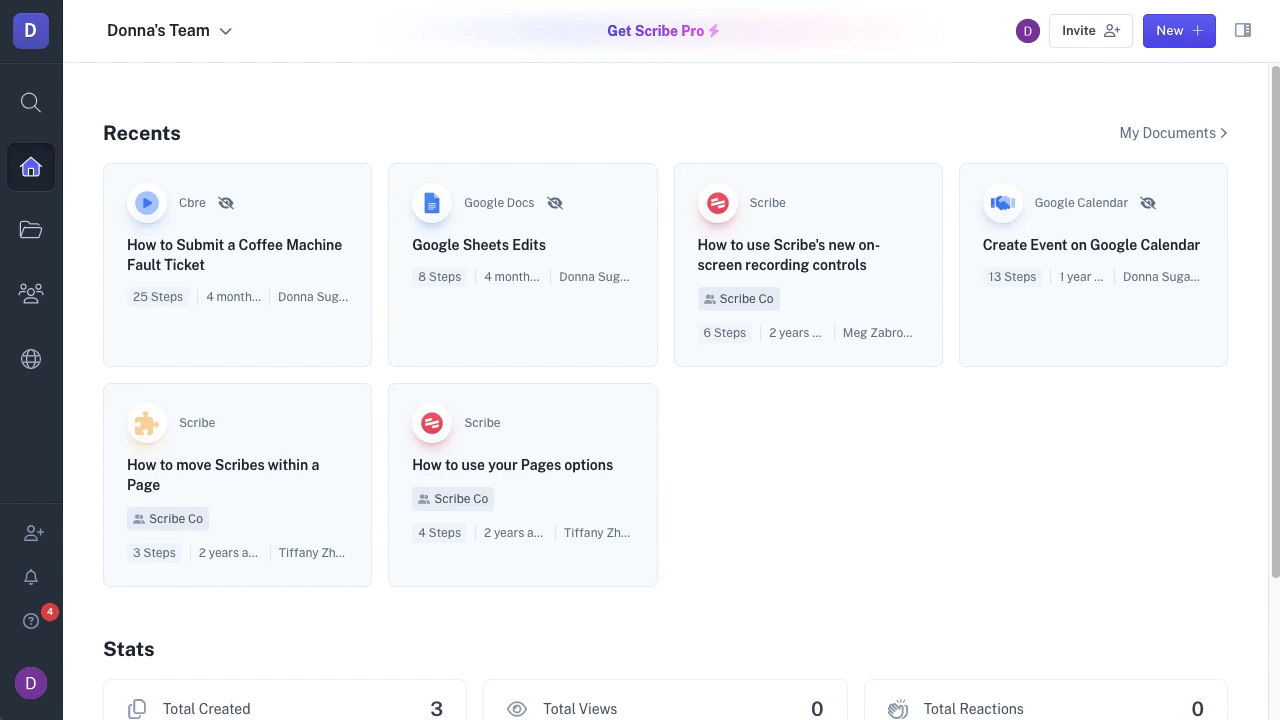 D
Donna's Team
Get Scribe Pro
D
Invite
New
Recents
My Documents
Cbre
How to Submit a Coffee Machine
Fault Ticket
25 Steps
4 month...
Donna Sug...
Google Docs
Google Sheets Edits
8 Steps
4 month...
Donna Sug...
Scribe
How to use Scribe's new on-
screen recording controls
Scribe Co
6 Steps
2 years ...
Meg Zabro...
Google Calendar
Create Event on Google Calendar
13 Steps
1 year ...
Donna Suga...
Scribe
How to move Scribes within a
Page
Scribe Co
3 Steps
2 years a...
Tiffany Zh...
Scribe
How to use your Pages options
Scribe Co
4 Steps
2 years a...
Tiffany Zh...
4
D
Stats
Total Created
3
Total Views
0
Total Reactions
0